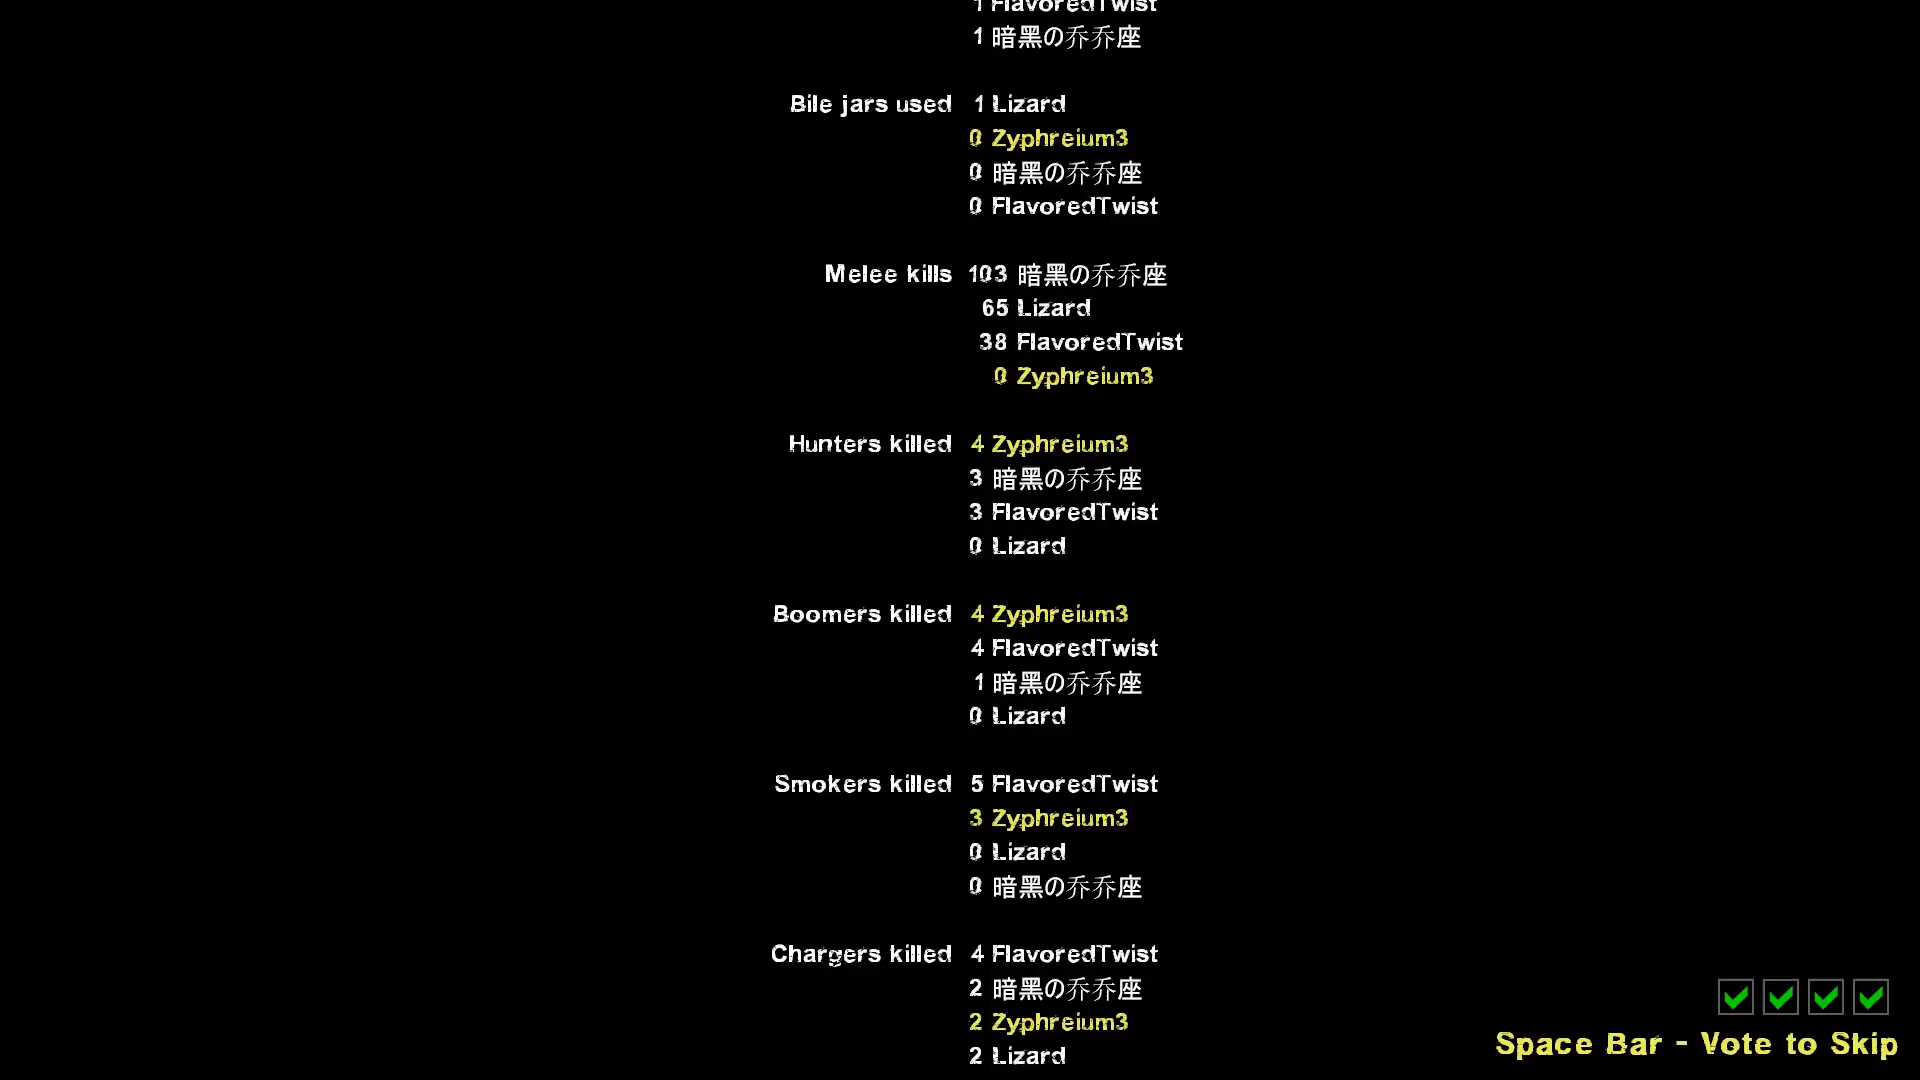 1 FlavoredTwist
1 暗黑の乔乔座
Bile jars used 1 Lizard
0 Zyphreium3
0 暗黑の乔乔座
0 FlavoredTwist
Melee kills 103 暗黑の乔乔座
65 Lizard
38 FlavoredTwist
0 Zyphreium3
Hunters killed 4 Zyphreium3
3 暗黑の乔乔座
3 FlavoredTwist
0 Lizard
Boomers killed 4 Zyphreium3
4 FlavoredTwist
1 暗黑の乔乔座
0 Lizard
Smokers killed 5 FlavoredTwist
3 Zyphreium3
0 Lizard
0 暗黑の乔乔座
Chargers killed 4 FlavoredTwist
2 暗黑の乔乔座
2 Zyphreium3
2 Lizard
Space Bar - Vote to Skip